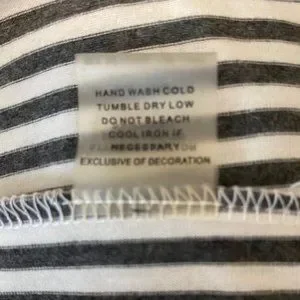 HAND WASH COLD
TUMBLE DRY LOW
DO NOT BLEACH
COOL IRON IF
NECESSARY
EXCLUSIVE OF DECORATION